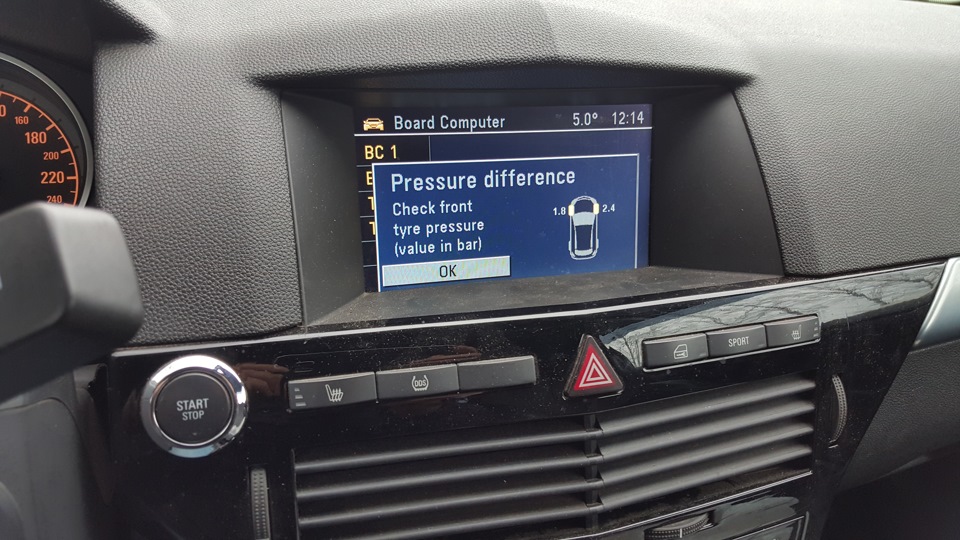 Board Computer 5.0° 12:14
BC 1
Pressure difference
Check front
tyre pressure
(value in bar)
1.8 2.4
OK
160
180
200
220
240
START
STOP
DDS
SPORT